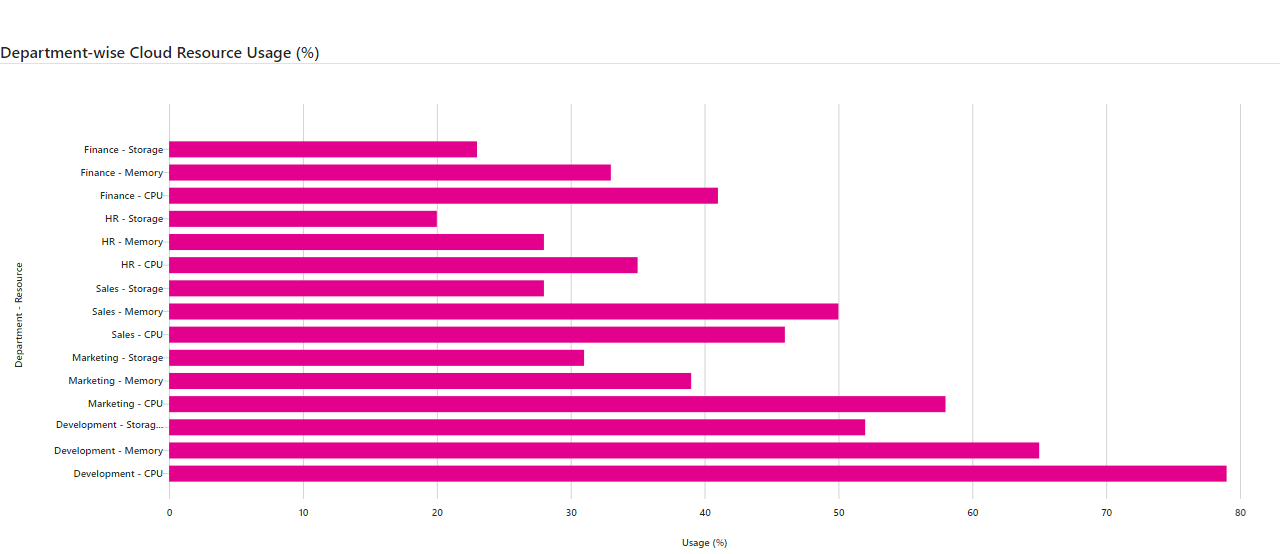 Department-wise Cloud Resource Usage (%)
Department - Resource
Finance - Storage
Finance - Memory
Finance - CPU
HR - Storage
HR - Memory
HR - CPU
Sales - Storage
Sales - Memory
Sales - CPU
Marketing - Storage
Marketing - Memory
Marketing - CPU
Development - Storag...
Development - Memory
Development - CPU
0 10 20 30 40 50 60 70 80
Usage (%)